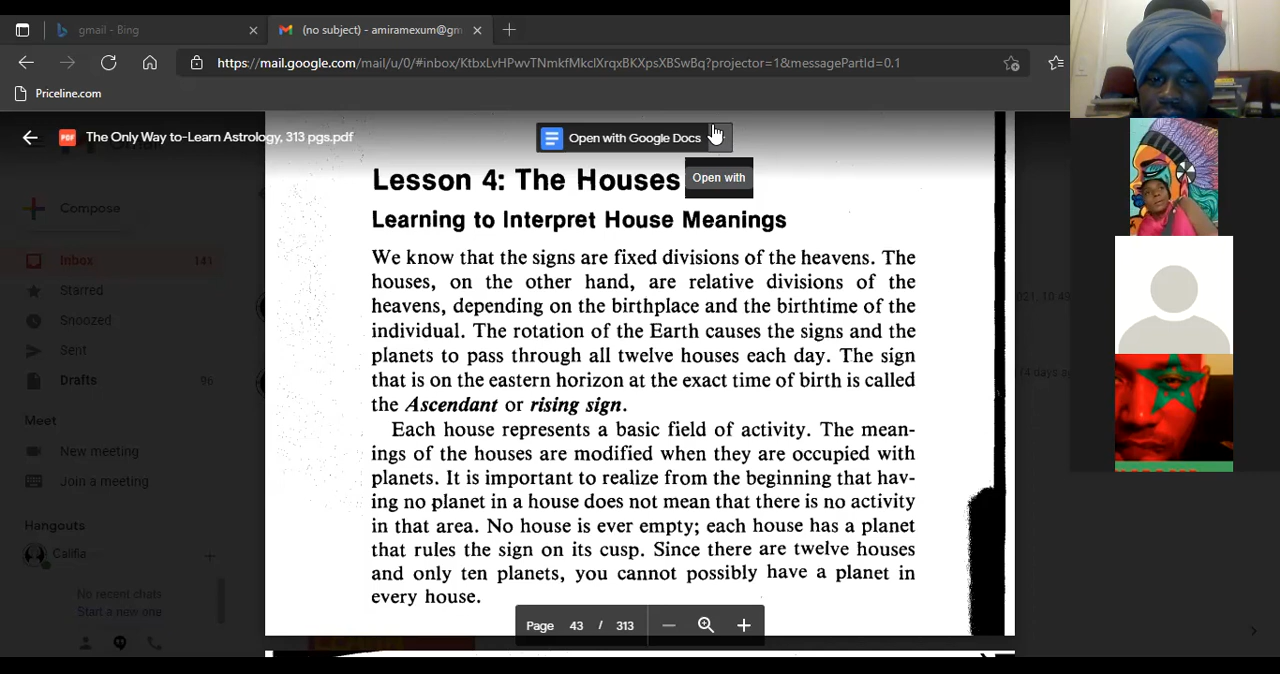 gmail - Bing
(no subject) - amiramexum@gm
https://mail.google.com/mail/u/0/#inbox/KtbxLvHPwvTNmkfMkclXrqxBKXpsXBSwBq?projector=1&messagePartId=0.1
Priceline.com
PDF
The Only Way to-Learn Astrology, 313 pgs.pdf
Open with Google Docs
Open with
Compose
Inbox 141
Starred
Snoozed
Sent
Drafts 96
Meet
New meeting
Join a meeting
Hangouts
Califia
No recent chats
Start a new one
Lesson 4: The Houses
Learning to Interpret House Meanings
We know that the signs are fixed divisions of the heavens. The
houses, on the other hand, are relative divisions of the
heavens, depending on the birthplace and the birthtime of the
individual. The rotation of the Earth causes the signs and the
planets to pass through all twelve houses each day. The sign
that is on the eastern horizon at the exact time of birth is called
the Ascendant or rising sign.
Each house represents a basic field of activity. The mean-
ings of the houses are modified when they are occupied with
planets. It is important to realize from the beginning that hav-
ing no planet in a house does not mean that there is no activity
in that area. No house is ever empty; each house has a planet
that rules the sign on its cusp. Since there are twelve houses
and only ten planets, you cannot possibly have a planet in
every house.
Page 43 / 313